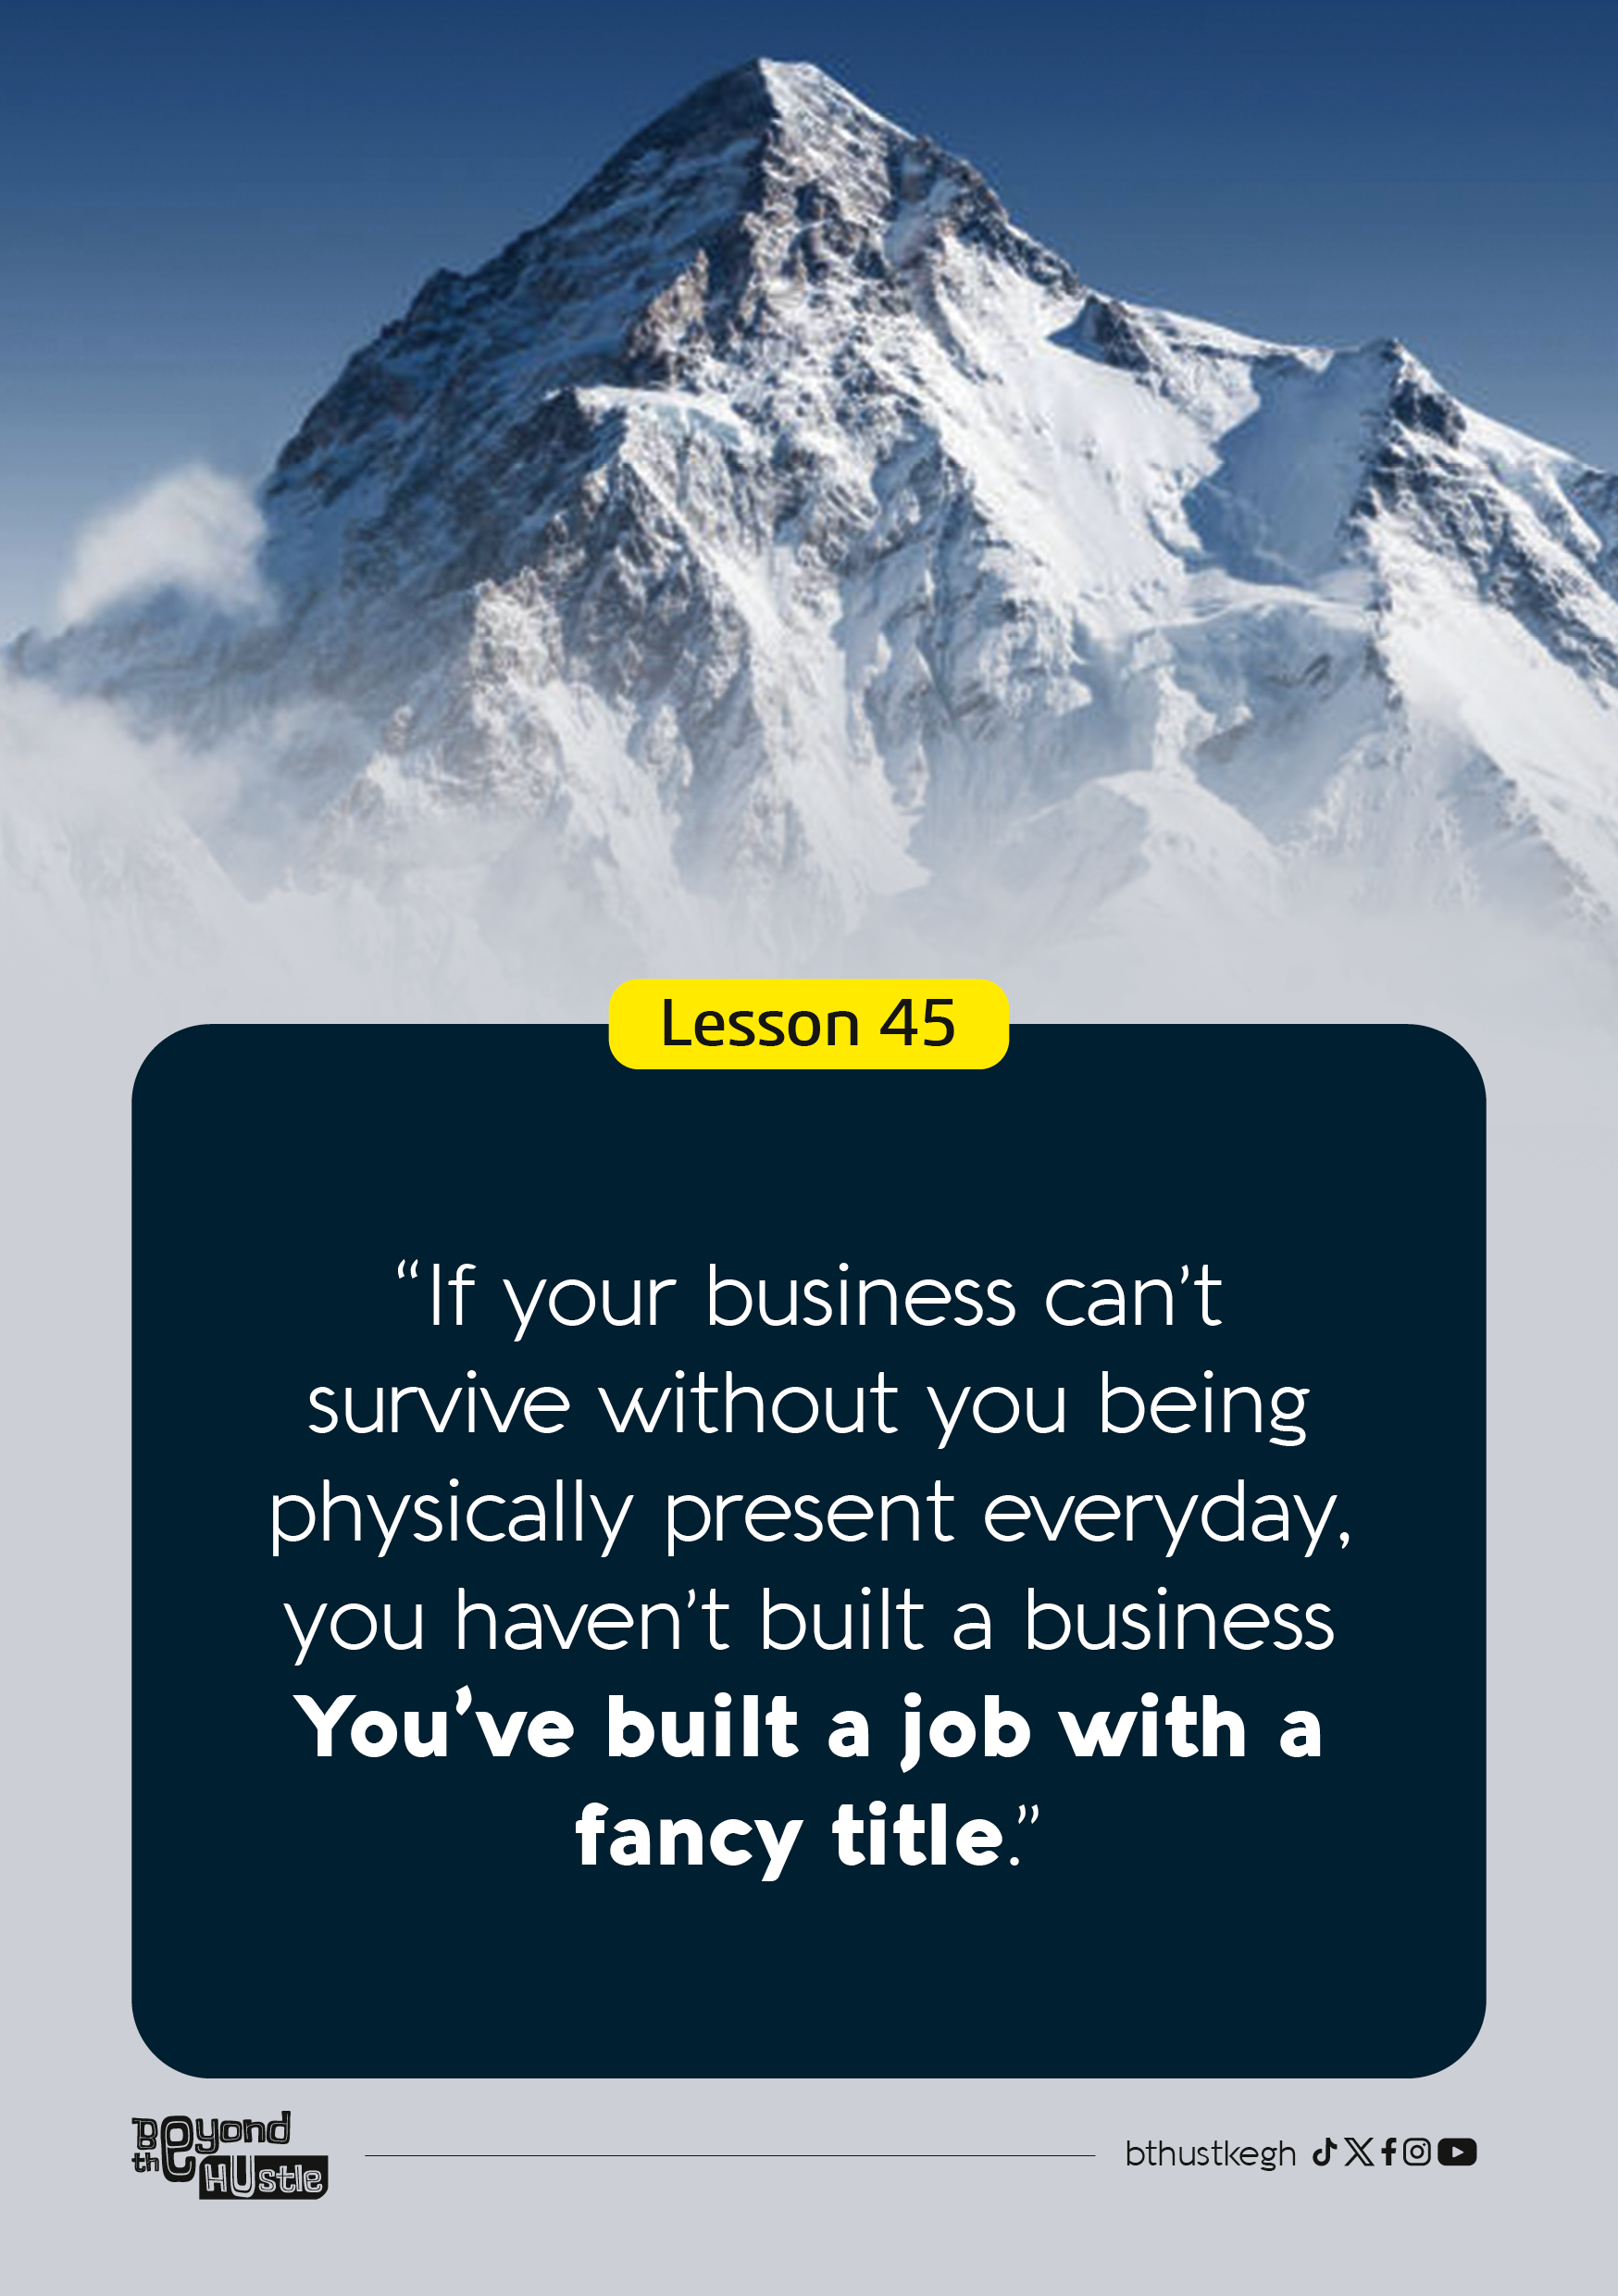 Lesson 45
“If your business can’t
survive without you being
physically present everyday,
you haven’t built a business
You’ve built a job with a
fancy title.”
Beyond
the HUstle
bthustkegh